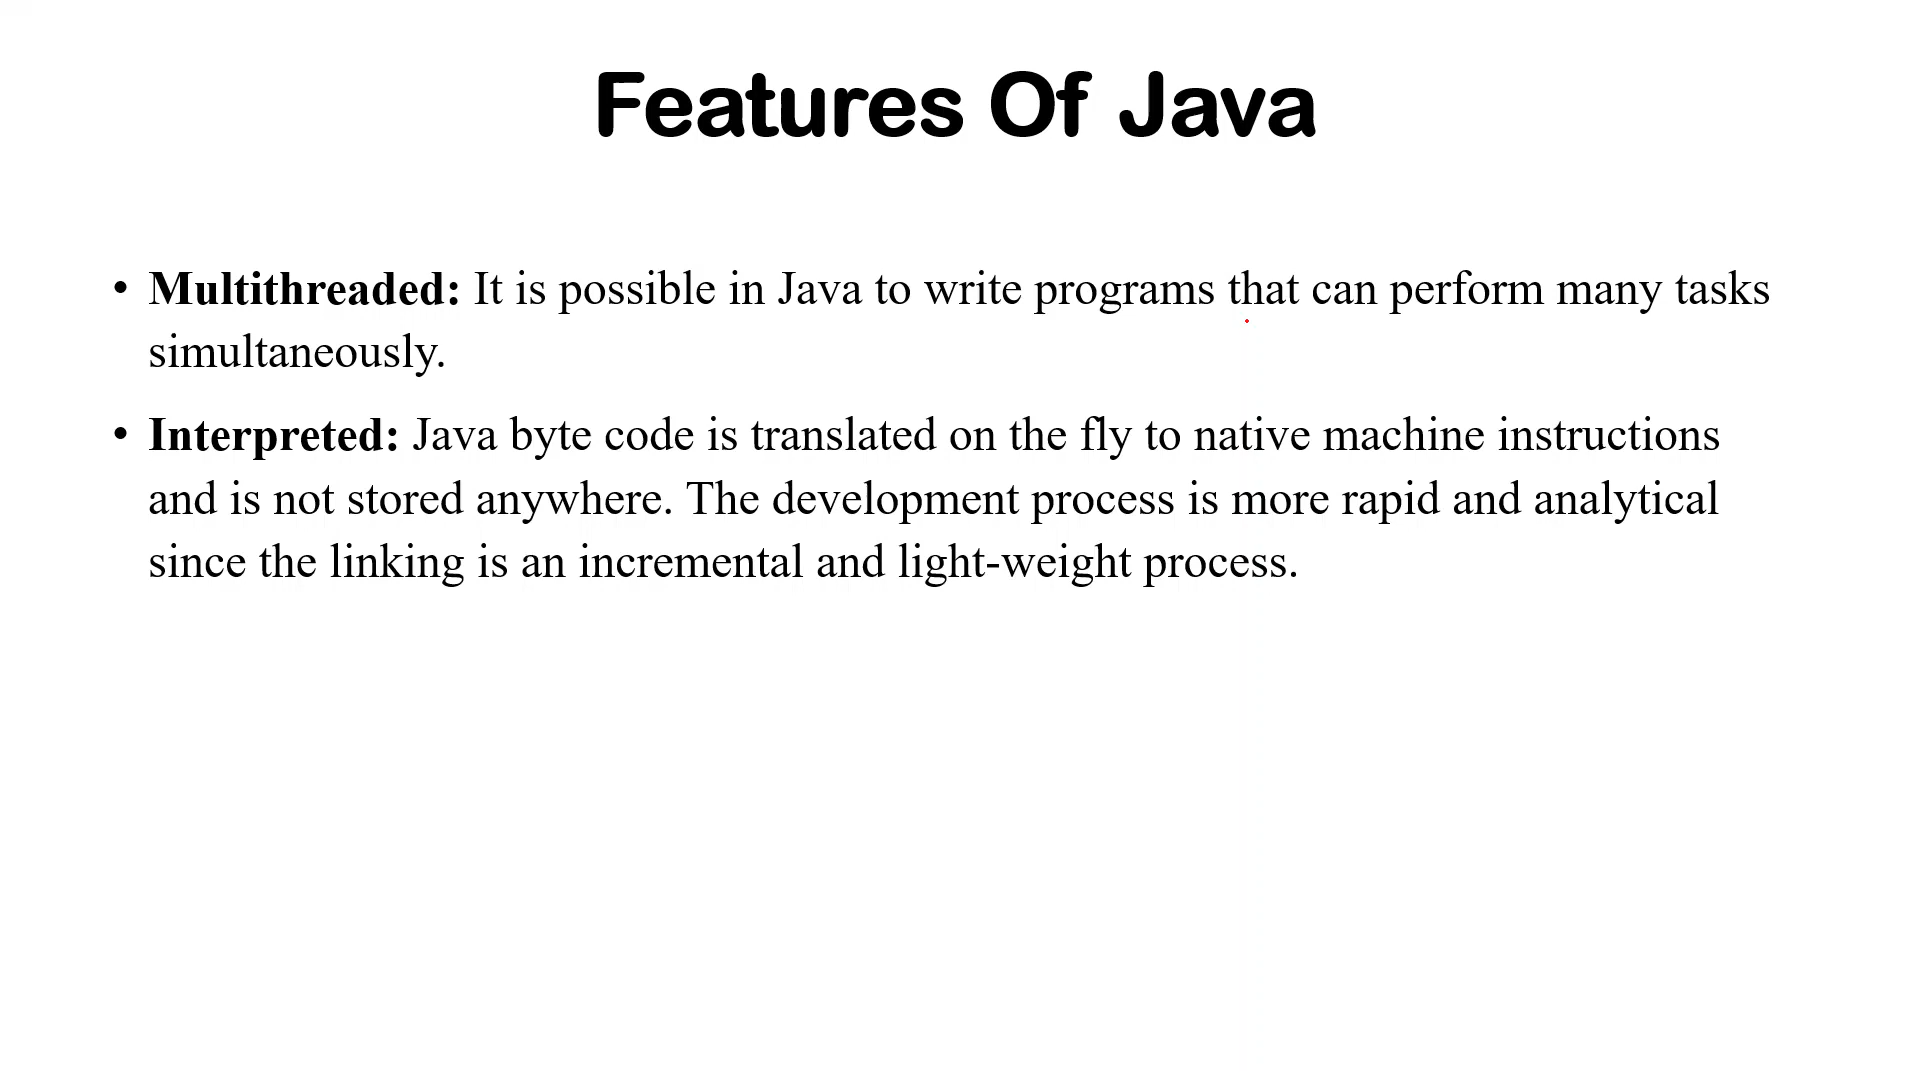 Features Of Java
• Multithreaded: It is possible in Java to write programs that can perform many tasks
simultaneously.
• Interpreted: Java byte code is translated on the fly to native machine instructions
and is not stored anywhere. The development process is more rapid and analytical
since the linking is an incremental and light-weight process.